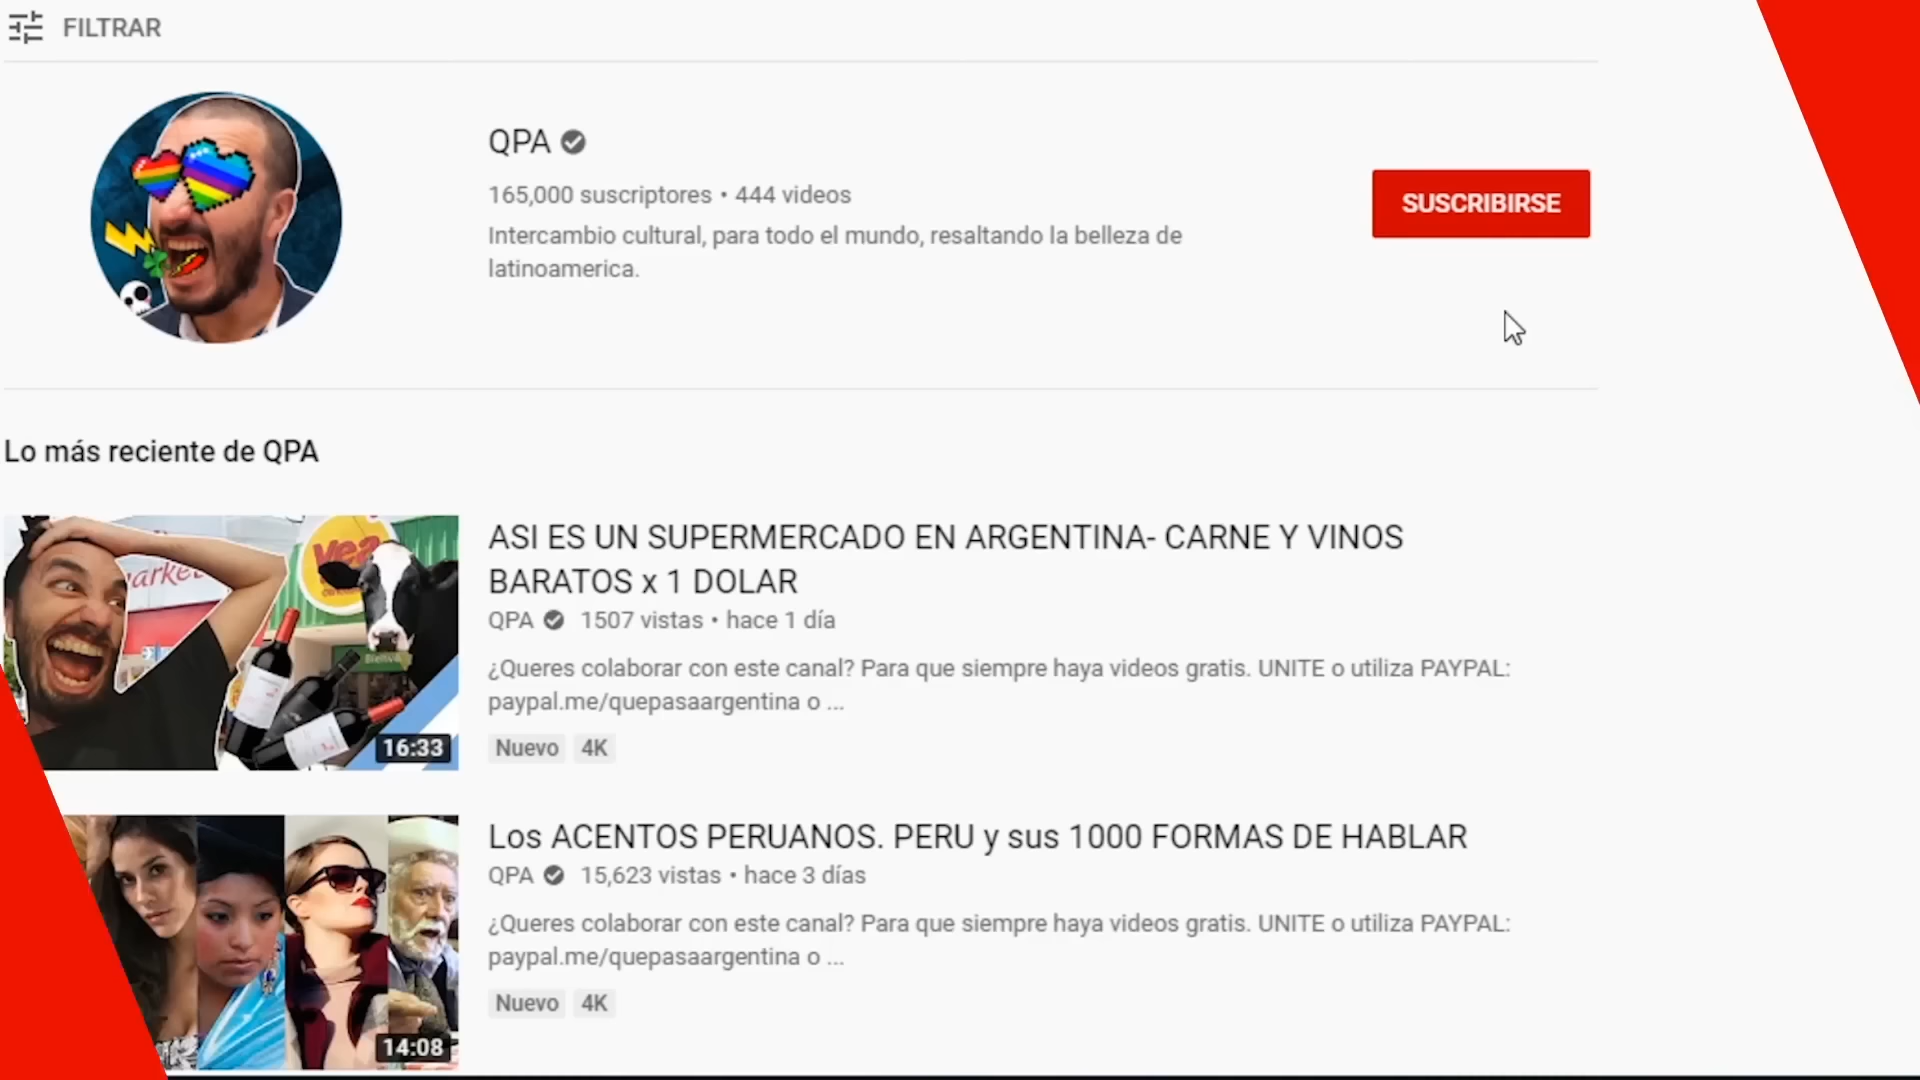 FILTRAR
QPA
165,000 suscriptores • 444 videos
Intercambio cultural, para todo el mundo, resaltando la belleza de
latinoamerica.
SUSCRIBIRSE
Lo más reciente de QPA
Vea
16:33
ASI ES UN SUPERMERCADO EN ARGENTINA- CARNE Y VINOS
BARATOS x 1 DOLAR
QPA 1507 vistas • hace 1 día
¿Queres colaborar con este canal? Para que siempre haya videos gratis. UNITE o utiliza PAYPAL:
paypal.me/quepasaargentina o ...
Nuevo 4K
14:08
Los ACENTOS PERUANOS. PERU y sus 1000 FORMAS DE HABLAR
QPA 15,623 vistas • hace 3 días
¿Queres colaborar con este canal? Para que siempre haya videos gratis. UNITE o utiliza PAYPAL:
paypal.me/quepasaargentina o ...
Nuevo 4K